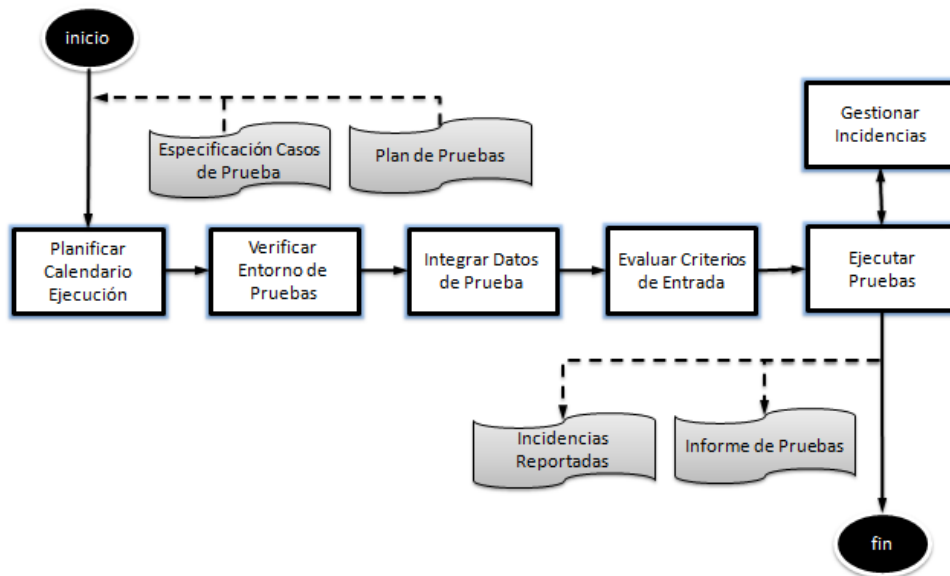 inicio
Especificación Casos
de Prueba
Plan de Pruebas
Gestionar
Incidencias
Planificar
Calendario
Ejecución
Verificar
Entorno de
Pruebas
Integrar Datos
de Prueba
Evaluar Criterios
de Entrada
Ejecutar
Pruebas
Incidencias
Reportadas
Informe de Pruebas
fin